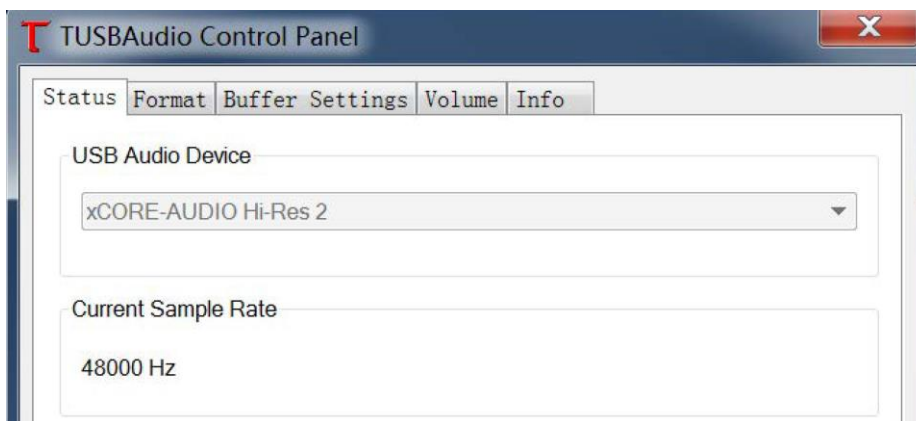 TUSBAudio Control Panel
Status Format Buffer Settings Volume Info
USB Audio Device
xCORE-AUDIO Hi-Res 2
Current Sample Rate
48000 Hz